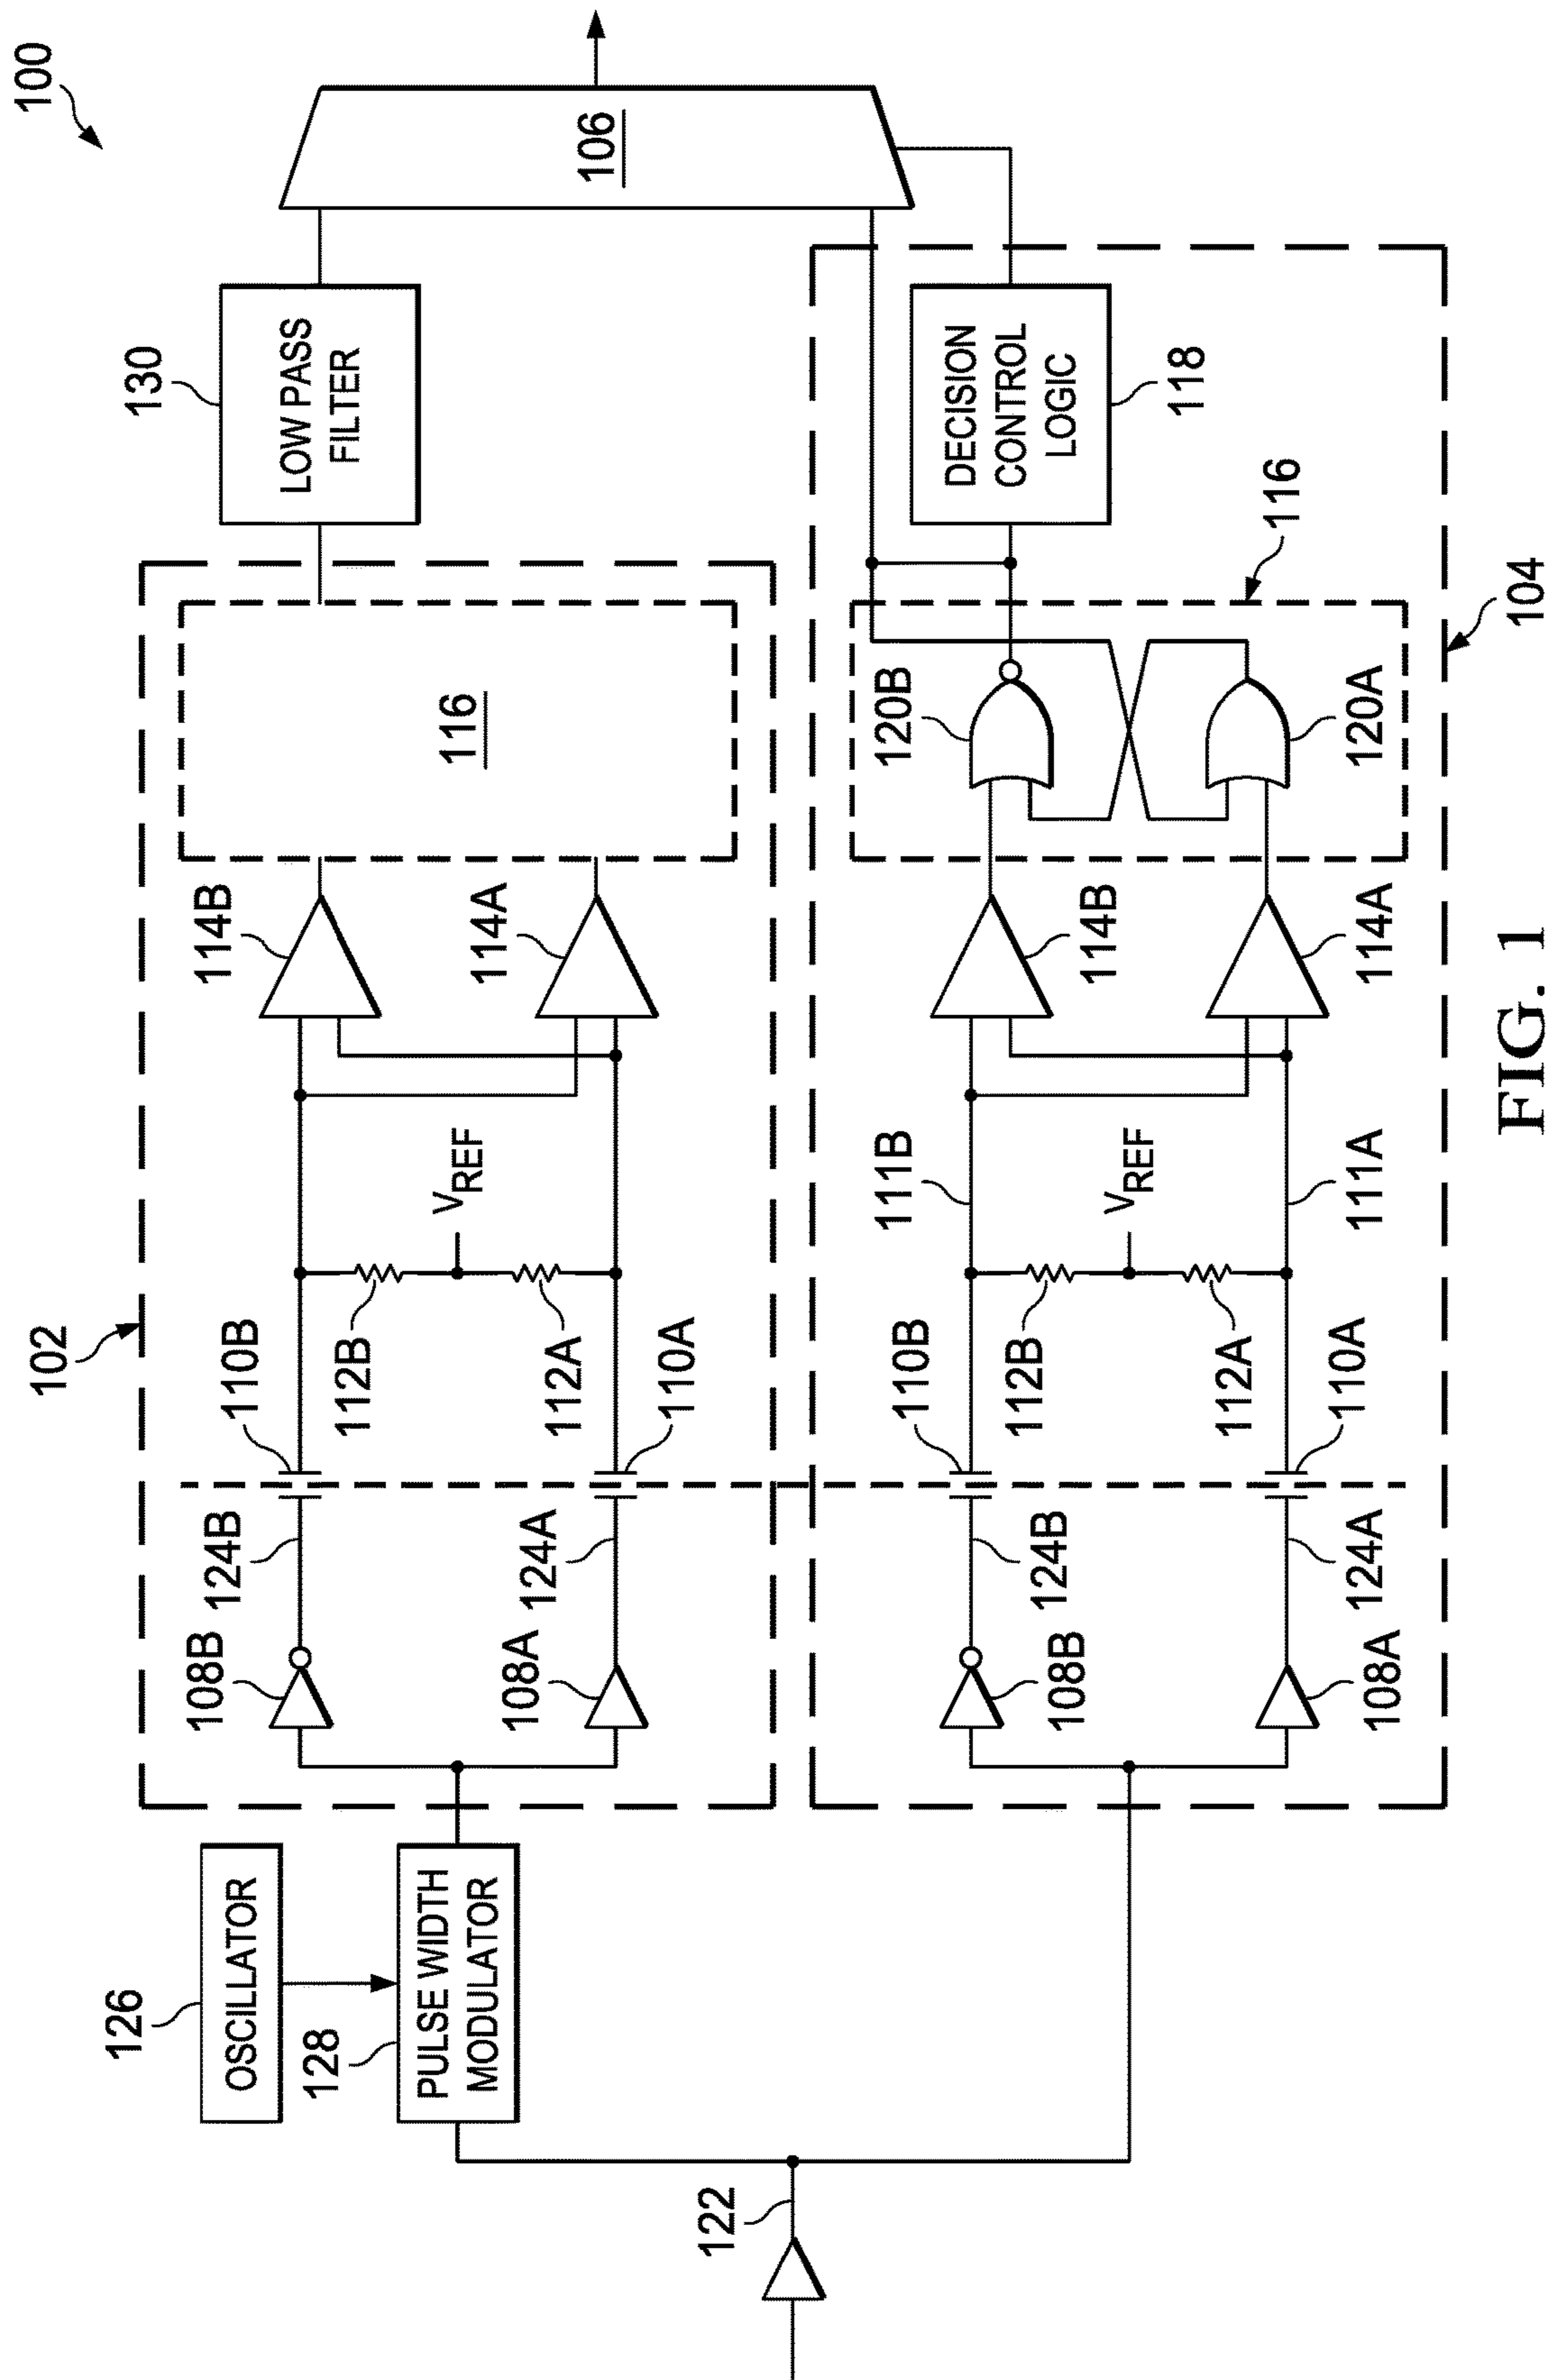 100
102
126
130
OSCILLATOR
108B
124B
110B
114B
LOW PASS
FILTER
128
112B
PULSE WIDTH
MODULATOR
V_REF
116
114A
108A
124A
112A
106
110A
122
111B
120B
110B
DECISION
CONTROL
LOGIC
112B
124B
108B
114B
V_REF
118
112A
116
110A
108A
124A
111A
114A
120A
104
FIG. 1